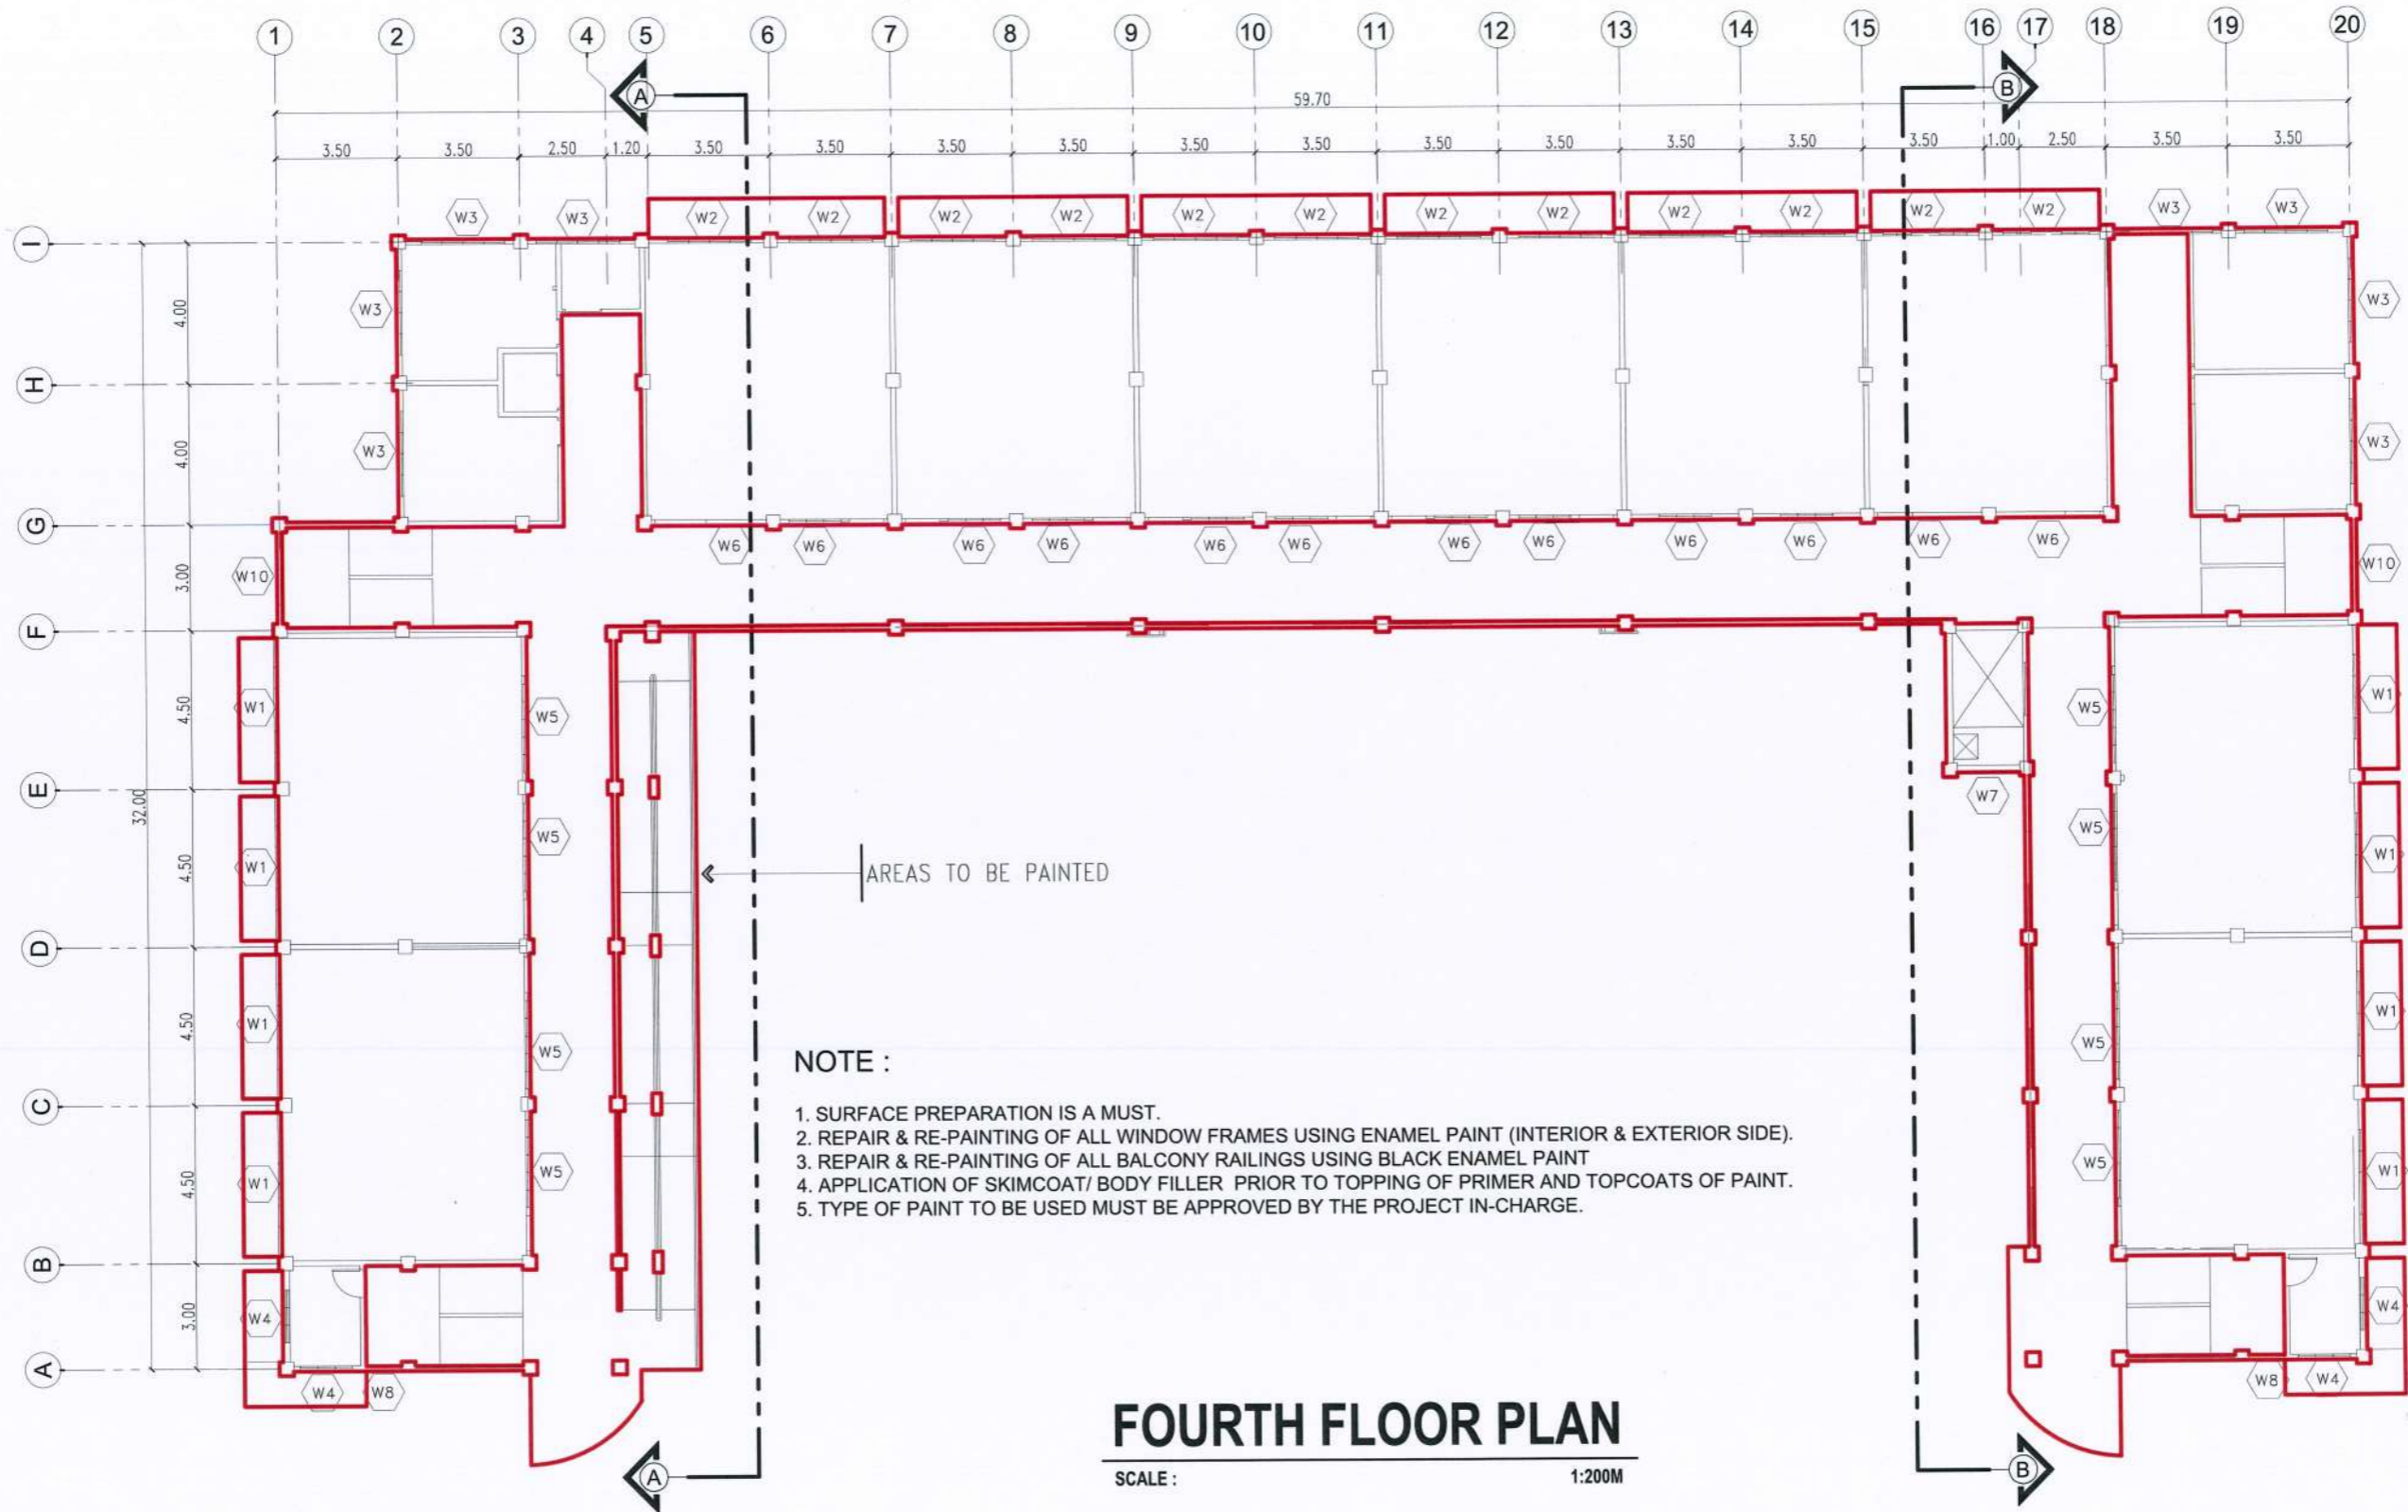 1 2 3 4 5 6 7 8 9 10 11 12 13 14 15 16 17 18 19 20
A B
59.70
3.50 3.50 2.50 1.20 3.50 3.50 3.50 3.50 3.50 3.50 3.50 3.50 3.50 3.50 3.50 1.00 2.50 3.50 3.50
W3 W3 W2 W2 W2 W2 W2 W2 W2 W2 W2 W2 W2 W2 W3 W3
I
4.00 W3 W3
H
4.00 W3 W3
G
W6 W6 W6 W6 W6 W6 W6 W6 W6 W6 W6 W6
3.00 W10 W10
F
4.50 W1 W5 W5 W1
E
32.00
W7
4.50 W1 W5 W5 W1
AREAS TO BE PAINTED
D
4.50 W1 W5 W5 W1
NOTE :
C
1. SURFACE PREPARATION IS A MUST.
2. REPAIR & RE-PAINTING OF ALL WINDOW FRAMES USING ENAMEL PAINT (INTERIOR & EXTERIOR SIDE).
3. REPAIR & RE-PAINTING OF ALL BALCONY RAILINGS USING BLACK ENAMEL PAINT
4. APPLICATION OF SKIMCOAT/ BODY FILLER PRIOR TO TOPPING OF PRIMER AND TOPCOATS OF PAINT.
5. TYPE OF PAINT TO BE USED MUST BE APPROVED BY THE PROJECT IN-CHARGE.
4.50 W1 W5 W5 W1
B
3.00 W4 W4
A
W4 W8 W8 W4
FOURTH FLOOR PLAN
SCALE : 1:200M
A B